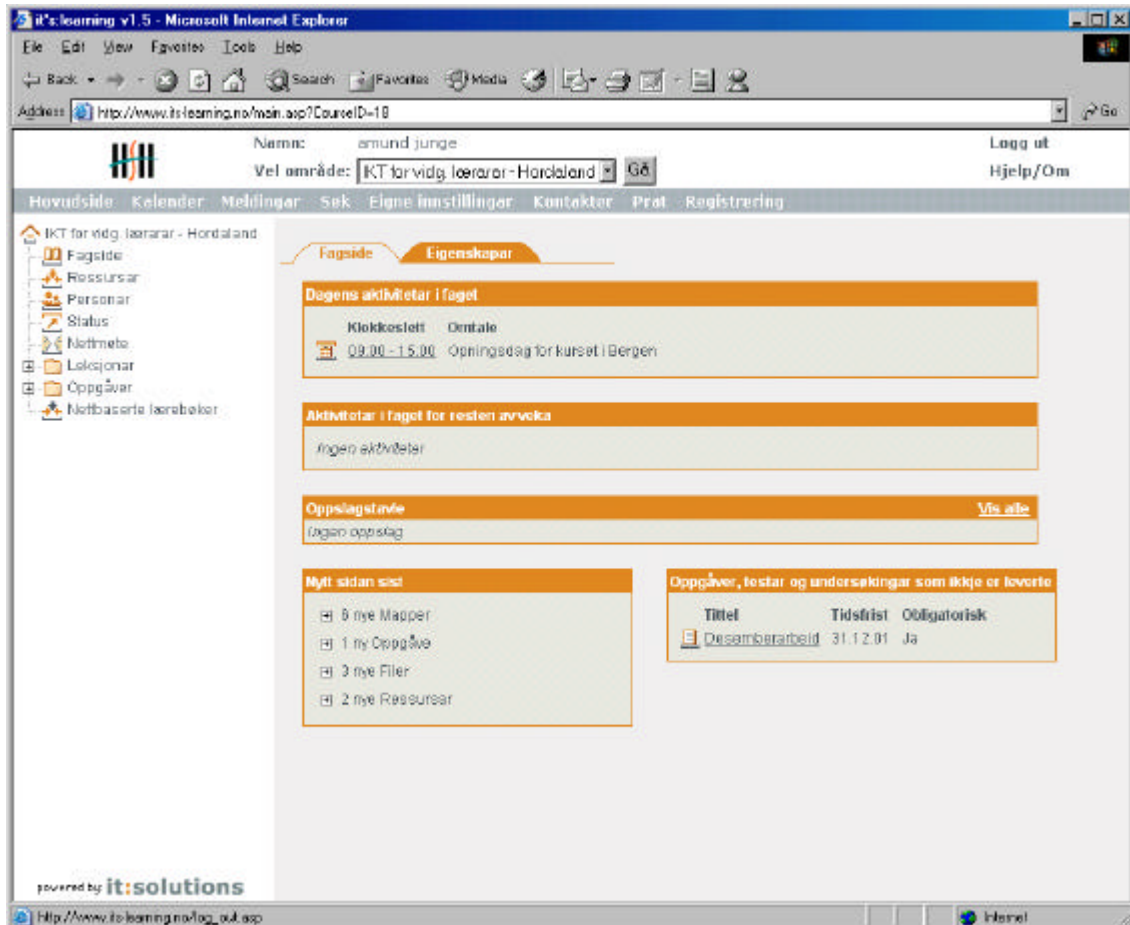 it's:learning v1.5 - Microsoft Internet Explorer
File Edit View Favorites Tools Help
Back Search Favorites Media
Address http://www.its-learning.no/main.asp?CourseID=18 Go
Namn: amund junge Logg ut
Vel område: IKT for vidg. lærarar - Hordaland Gå Hjelp/Om
Hovudside Kalender Meldingar Søk Eigne innstillingar Kontakter Prat Registrering
IKT for vidg. lærarar - Hordaland
Fagside
Ressursar
Personar
Status
Nettmøte
Leksjonar
Oppgåver
Nettbaserte lærebøker
Fagside Eigenskapar
Dagens aktivitetar i faget
Klokkeslett Omtale
09.00 - 15.00 Opningsdag for kurset i Bergen
Aktivitetar i faget for resten av veka
Ingen aktiviteter
Oppslagstavle Vis alle
Ingen oppslag
Nytt sidan sist
6 nye Mapper
1 ny Oppgåve
3 nye Filer
2 nye Ressursar
Oppgåver, testar og undersøkingar som ikkje er leverte
Tittel Tidsfrist Obligatorisk
Desemberarbeid 31.12.01 Ja
powered by it:solutions
http://www.its-learning.no/log_out.asp Internet